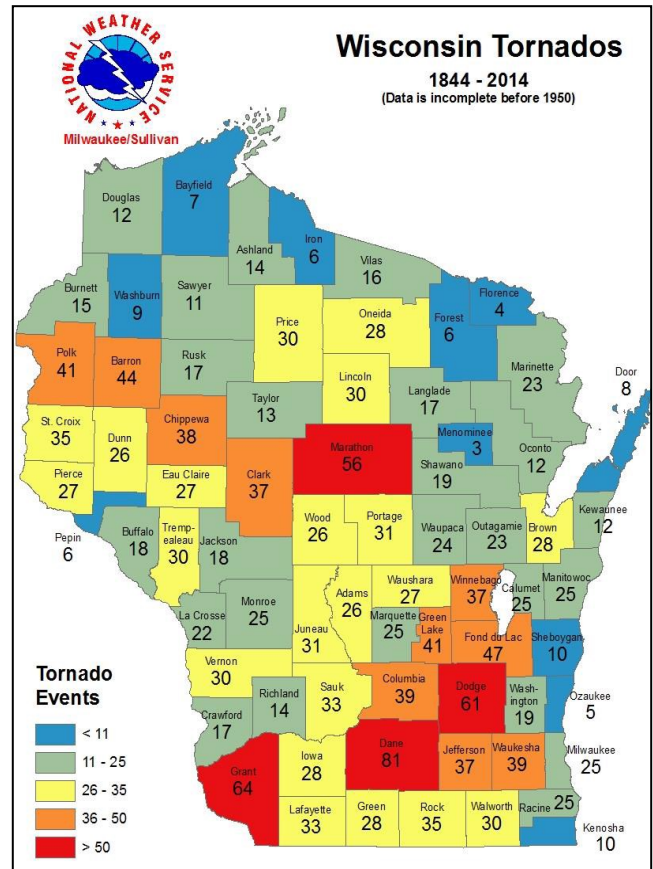 NATIONAL WEATHER SERVICE
Milwaukee/Sullivan
Wisconsin Tornados
1844 - 2014
(Data is incomplete before 1950)
Douglas
12
Bayfield
7
Ashland
14
Iron
6
Vilas
16
Burnett
15
Washburn
9
Sawyer
11
Price
30
Oneida
28
Forest
6
Florence
4
Marinette
23
Door
8
Polk
41
Barron
44
Rusk
17
Lincoln
30
Langlade
17
Taylor
13
Chippewa
38
Menominee
3
Oconto
12
St. Croix
35
Dunn
26
Marathon
56
Shawano
19
Pierce
27
Eau Claire
27
Clark
37
Pepin
6
Buffalo
18
Tremp-
ealeau
30
Jackson
18
Wood
26
Portage
31
Waupaca
24
Outagamie
23
Brown
28
Kewaunee
12
La Crosse
22
Monroe
25
Juneau
31
Adams
26
Waushara
27
Marquette
25
Green
Lake
41
Winnebago
37
Calumet
25
Manitowoc
25
Fond du Lac
47
Sheboygan
10
Vernon
30
Richland
14
Sauk
33
Columbia
39
Dodge
61
Wash-
ington
19
Ozaukee
5
Crawford
17
Grant
64
Iowa
28
Dane
81
Jefferson
37
Waukesha
39
Milwaukee
25
Lafayette
33
Green
28
Rock
35
Walworth
30
Racine
25
Kenosha
10
Tornado
Events
< 11
11 - 25
26 - 35
36 - 50
> 50